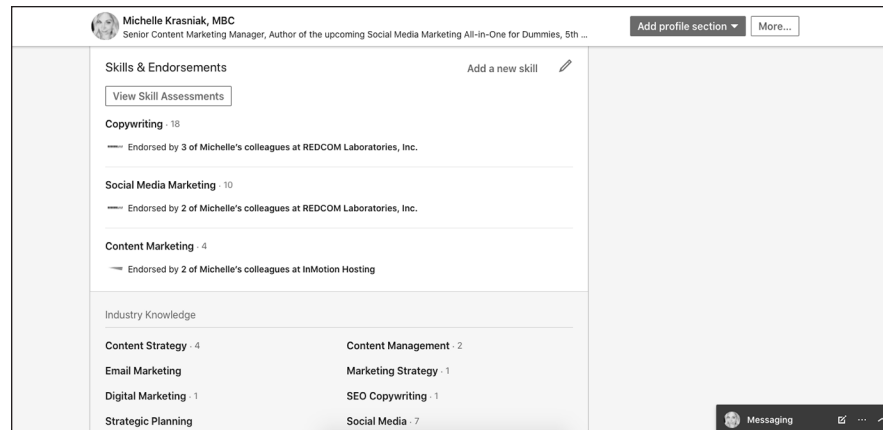 Michelle Krasniak, MBC
Senior Content Marketing Manager, Author of the upcoming Social Media Marketing All-in-One for Dummies, 5th ...
Add profile section
More...
Skills & Endorsements
Add a new skill
View Skill Assessments
Copywriting · 18
Endorsed by 3 of Michelle's colleagues at REDCOM Laboratories, Inc.
Social Media Marketing · 10
Endorsed by 2 of Michelle's colleagues at REDCOM Laboratories, Inc.
Content Marketing · 4
Endorsed by 2 of Michelle's colleagues at InMotion Hosting
Industry Knowledge
Content Strategy · 4
Content Management · 2
Email Marketing
Marketing Strategy · 1
Digital Marketing · 1
SEO Copywriting · 1
Strategic Planning
Social Media · 7
Messaging